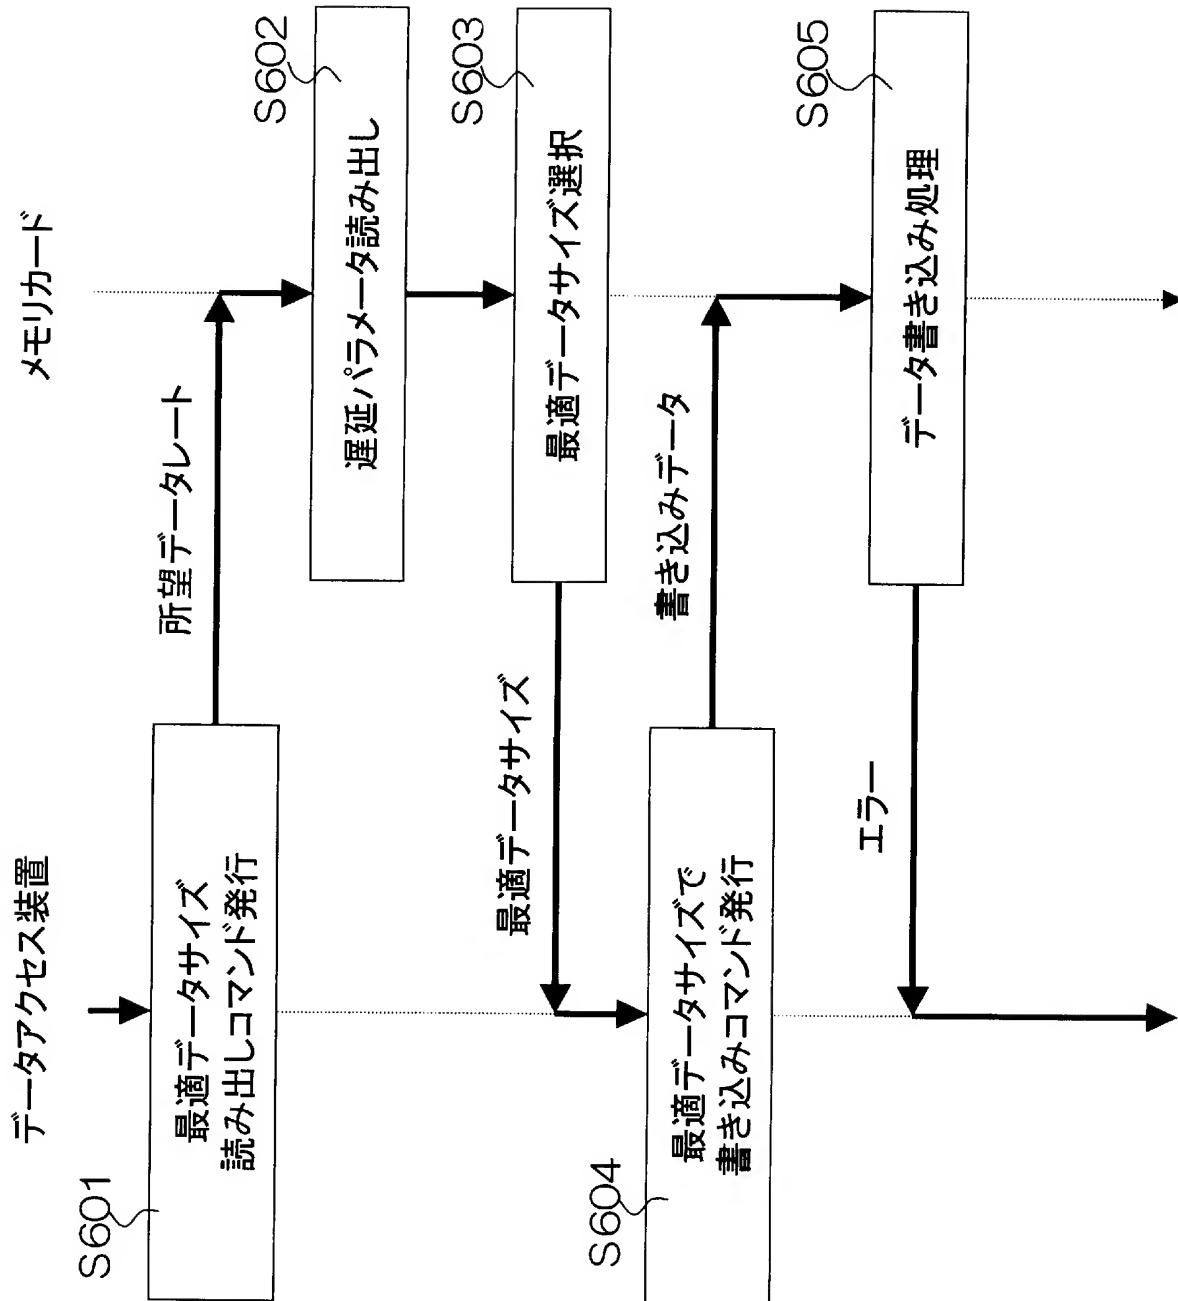 データアクセス装置
メモリカード
S601
最適データサイズ
読み出しコマンド発行
所望データレート
S602
遅延パラメータ読み出し
S603
最適データサイズ選択
最適データサイズ
S604
最適データサイズで
書き込みコマンド発行
書き込みデータ
S605
データ書き込み処理
エラー